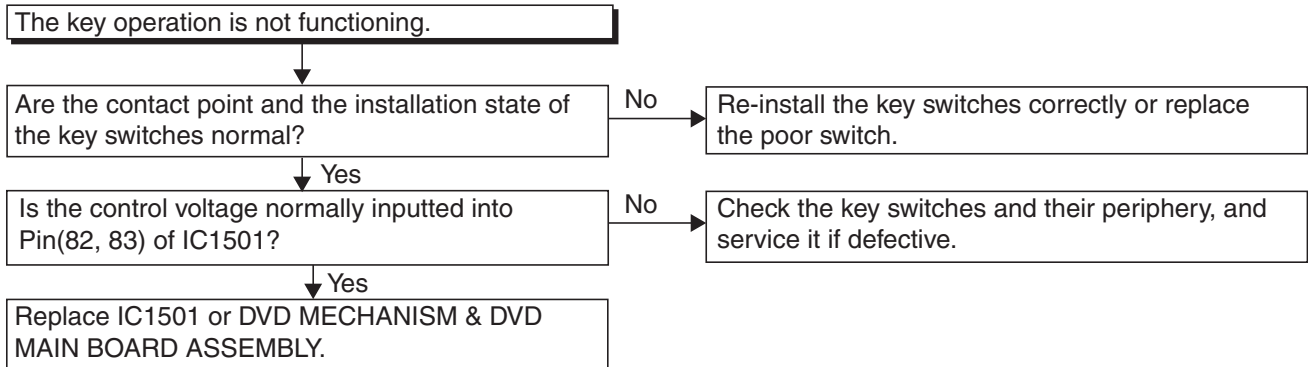 The key operation is not functioning.
Are the contact point and the installation state of
the key switches normal?
No
Re-install the key switches correctly or replace
the poor switch.
Yes
Is the control voltage normally inputted into
Pin(82, 83) of IC1501?
No
Check the key switches and their periphery, and
service it if defective.
Yes
Replace IC1501 or DVD MECHANISM & DVD
MAIN BOARD ASSEMBLY.